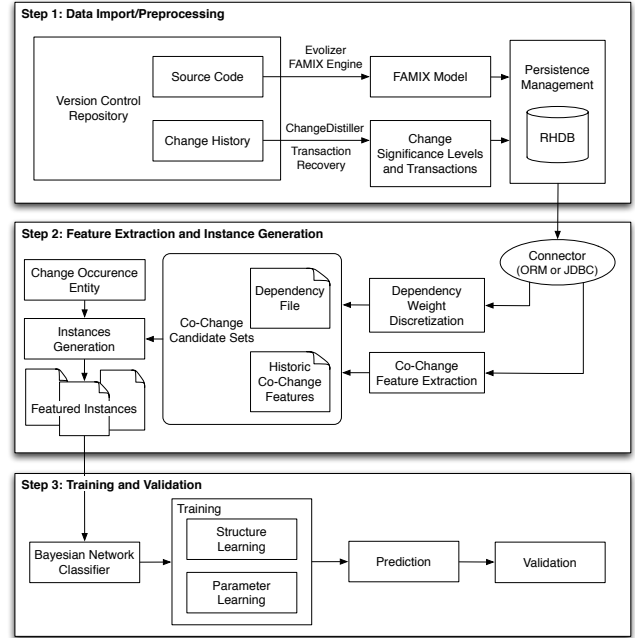 Step 1: Data Import/Preprocessing
Version Control
Repository
Source Code
Change History
Evolizer
FAMIX Engine
ChangeDistiller
Transaction
Recovery
FAMIX Model
Change
Significance Levels
and Transactions
Persistence
Management
RHDB
Step 2: Feature Extraction and Instance Generation
Connector
(ORM or JDBC)
Change Occurence
Entity
Instances
Generation
Featured Instances
Co-Change
Candidate Sets
Dependency
File
Historic
Co-Change
Features
Dependency
Weight
Discretization
Co-Change
Feature Extraction
Step 3: Training and Validation
Bayesian Network
Classifier
Training
Structure
Learning
Parameter
Learning
Prediction
Validation